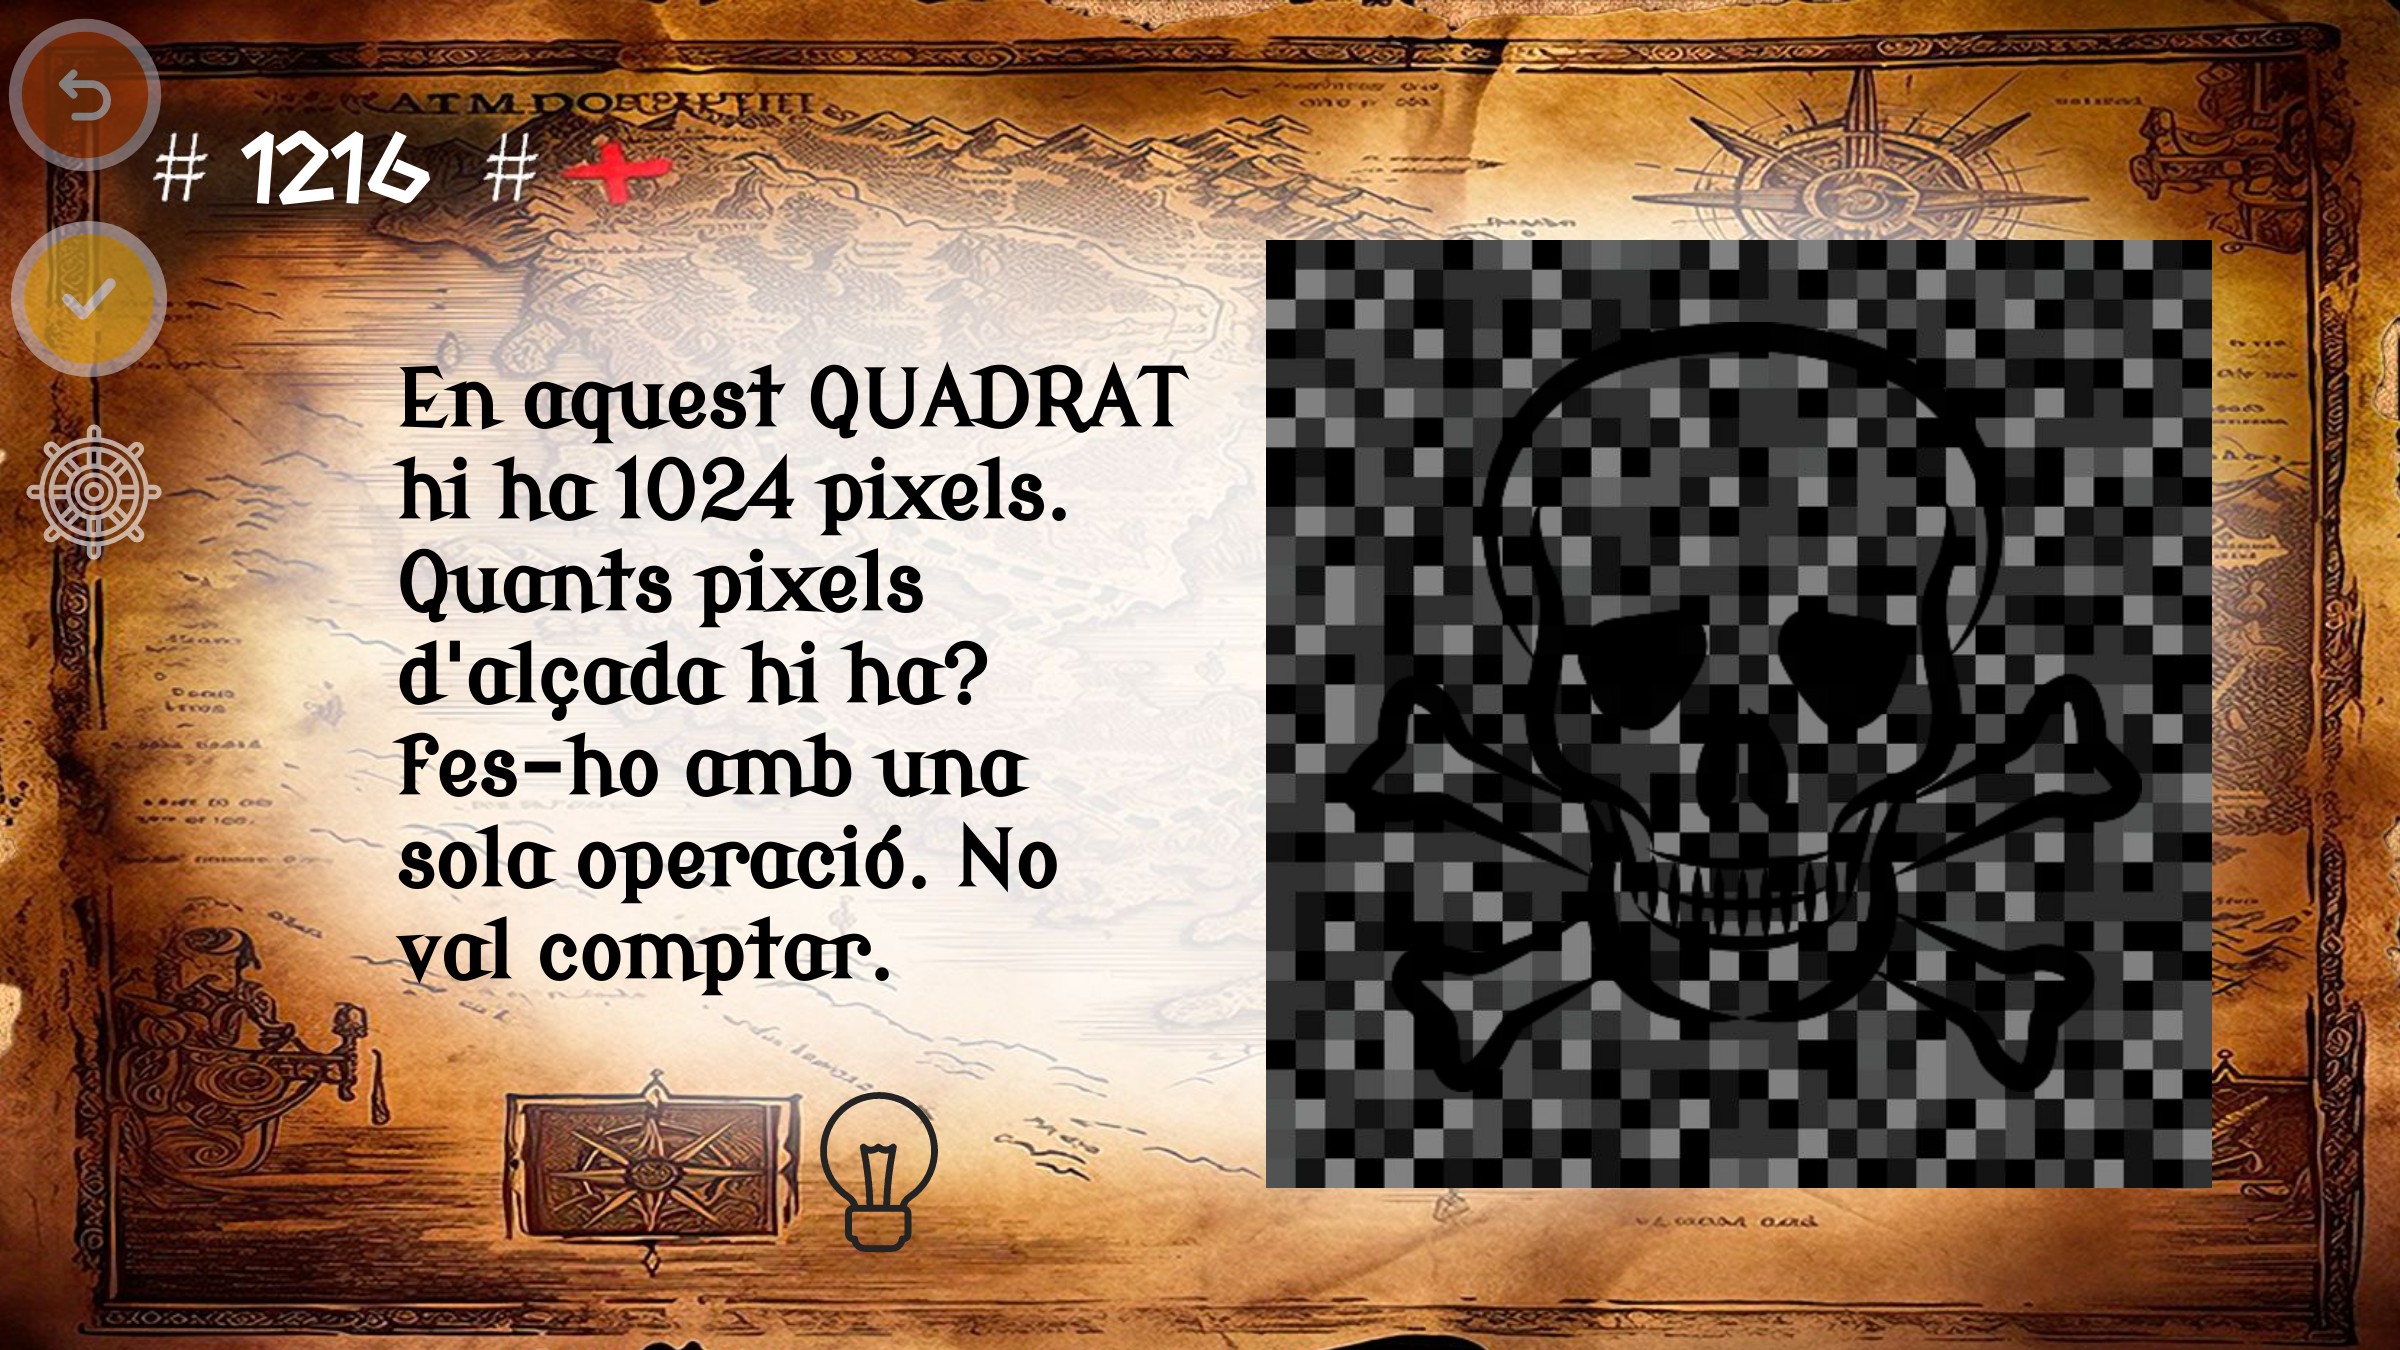 # 1216 #
En aquest QUADRAT
hi ha 1024 pixels.
Quants pixels
d'alçada hi ha?
Fes-ho amb una
sola operació. No
val comptar.